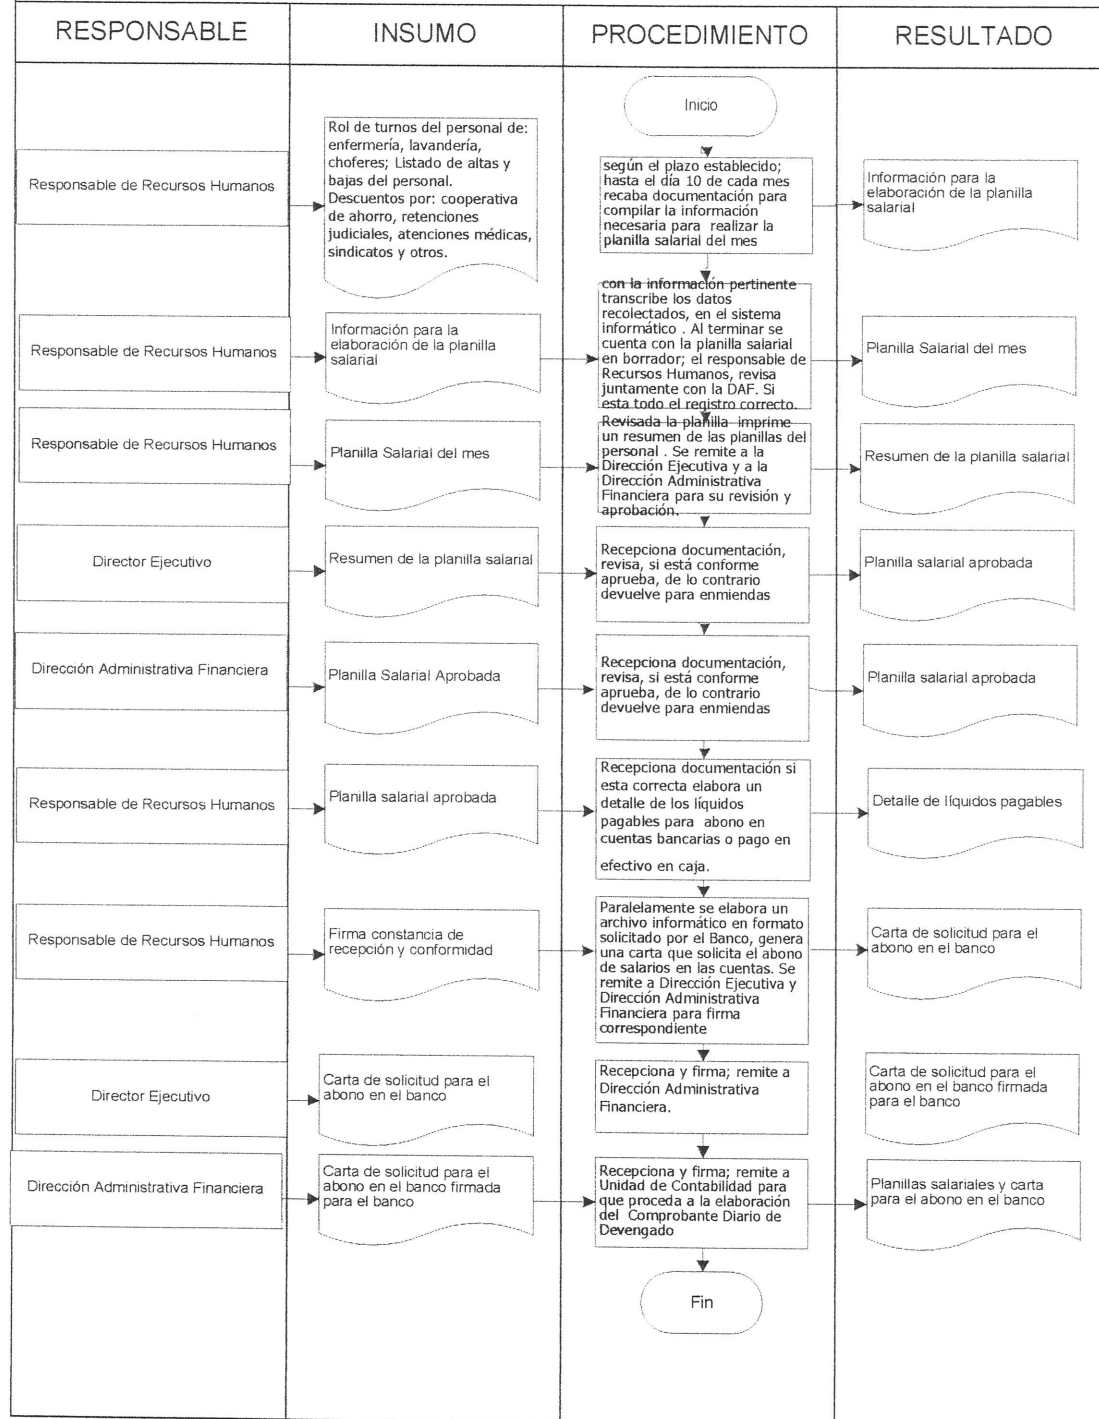 RESPONSABLE
INSUMO
PROCEDIMIENTO
RESULTADO
Inicio
Responsable de Recursos Humanos
Rol de turnos del personal de:
enfermería, lavandería,
choferes; Listado de altas y
bajas del personal.
Descuentos por: cooperativa
de ahorro, retenciones
judiciales, atenciones médicas,
sindicatos y otros.
según el plazo establecido;
hasta el día 10 de cada mes
recaba documentación para
compilar la información
necesaria para realizar la
planilla salarial del mes
Información para la
elaboración de la planilla
salarial
Responsable de Recursos Humanos
Información para la
elaboración de la planilla
salarial
con la información pertinente
transcribe los datos
recolectados, en el sistema
informático . Al terminar se
cuenta con la planilla salarial
en borrador; el responsable de
Recursos Humanos, revisa
juntamente con la DAF. Si
esta todo el registro correcto.
Planilla Salarial del mes
Responsable de Recursos Humanos
Planilla Salarial del mes
Revisada la planilla imprime
un resumen de las planillas del
personal . Se remite a la
Dirección Ejecutiva y a la
Dirección Administrativa
Financiera para su revisión y
aprobación.
Resumen de la planilla salarial
Director Ejecutivo
Resumen de la planilla salarial
Recepciona documentación,
revisa, si está conforme
aprueba, de lo contrario
devuelve para enmiendas
Planilla salarial aprobada
Dirección Administrativa Financiera
Planilla Salarial Aprobada
Recepciona documentación,
revisa, si está conforme
aprueba, de lo contrario
devuelve para enmiendas
Planilla salarial aprobada
Responsable de Recursos Humanos
Planilla salarial aprobada
Recepciona documentación si
esta correcta elabora un
detalle de los líquidos
pagables para abono en
cuentas bancarias o pago en
efectivo en caja.
Detalle de líquidos pagables
Responsable de Recursos Humanos
Firma constancia de
recepción y conformidad
Paralelamente se elabora un
archivo informático en formato
solicitado por el Banco, genera
una carta que solicita el abono
de salarios en las cuentas. Se
remite a Dirección Ejecutiva y
Dirección Administrativa
Financiera para firma
correspondiente
Carta de solicitud para el
abono en el banco
Director Ejecutivo
Carta de solicitud para el
abono en el banco
Recepciona y firma; remite a
Dirección Administrativa
Financiera.
Carta de solicitud para el
abono en el banco firmada
para el banco
Dirección Administrativa Financiera
Carta de solicitud para el
abono en el banco firmada
para el banco
Recepciona y firma; remite a
Unidad de Contabilidad para
que proceda a la elaboración
del Comprobante Diario de
Devengado
Planillas salariales y carta
para el abono en el banco
Fin